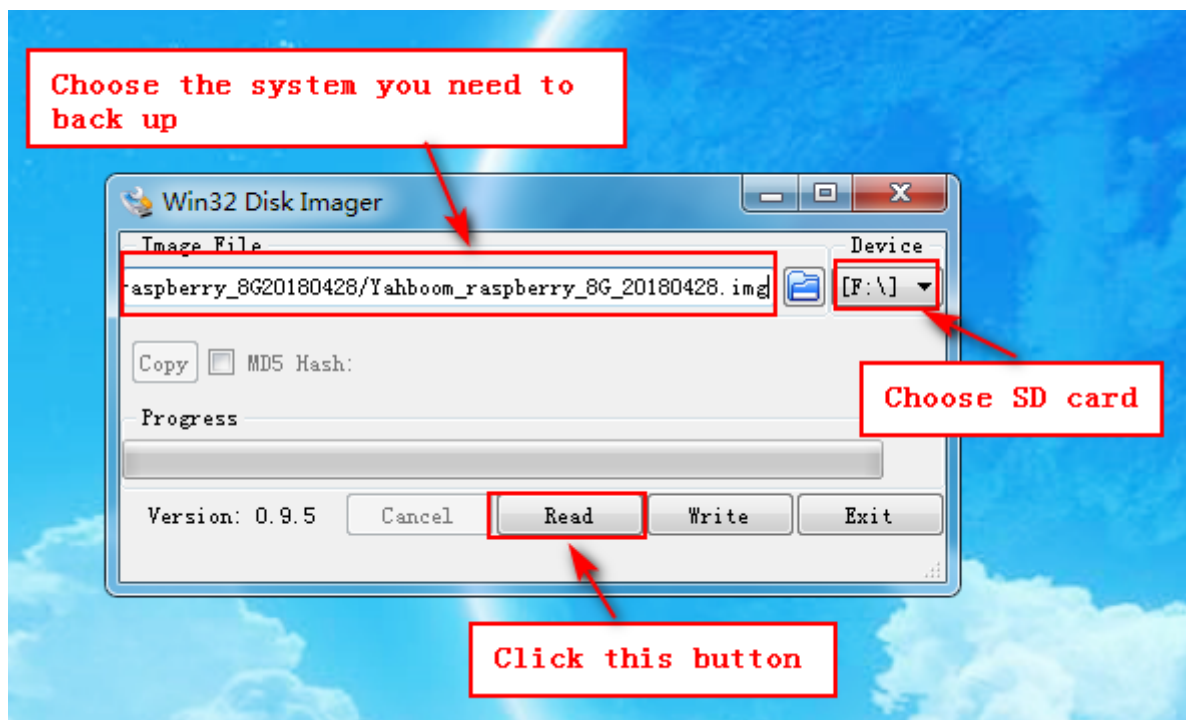 Choose the system you need to
back up
Win32 Disk Imager
Image File
Device
raspberry_8G20180428/Yahboom_raspberry_8G_20180428.img
[F:\]
Copy
MD5 Hash:
Choose SD card
Progress
Version: 0.9.5
Cancel
Read
Write
Exit
Click this button